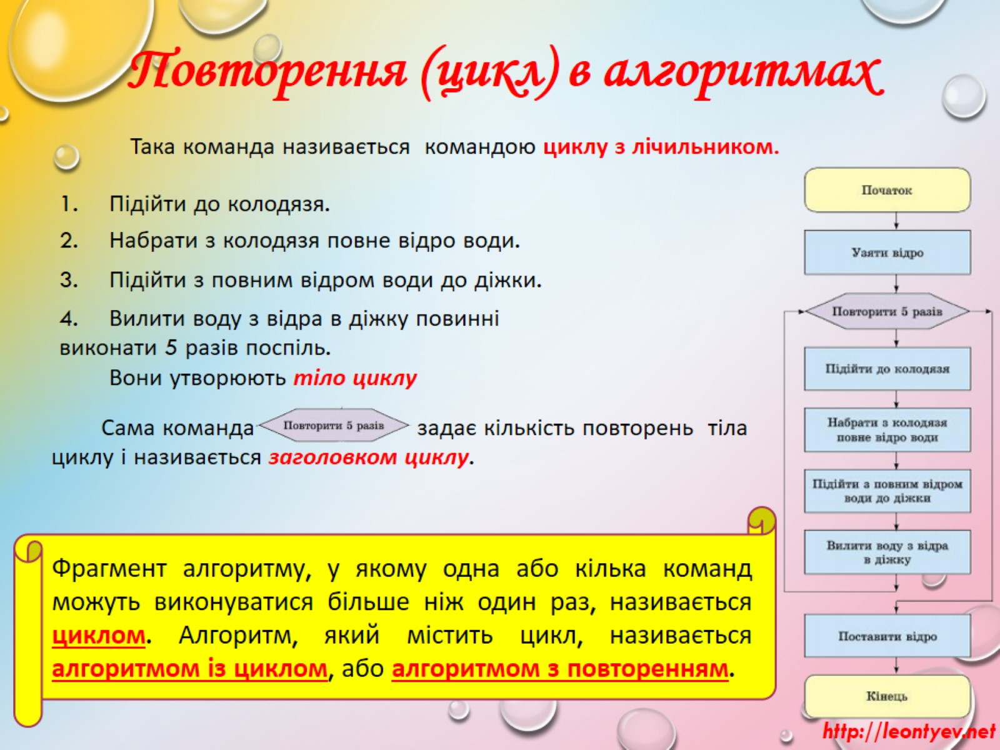 Повторення (цикл) в алгоритмах
Така команда називається командою циклу з лічильником.
1. Підійти до колодязя.
2. Набрати з колодязя повне відро води.
3. Підійти з повним відром води до діжки.
4. Вилити воду з відра в діжку повинні
виконати 5 разів поспіль.
Вони утворюють тіло циклу
Сама команда Повторити 5 разів задає кількість повторень тіла
циклу і називається заголовком циклу.
Фрагмент алгоритму, у якому одна або кілька команд
можуть виконуватися більше ніж один раз, називається
циклом. Алгоритм, який містить цикл, називається
алгоритмом із циклом, або алгоритмом з повторенням.
Початок
Узяти відро
Повторити 5 разів
Підійти до колодязя
Набрати з колодязя
повне відро води
Підійти з повним відром
води до діжки
Вилити воду з відра
в діжку
Поставити відро
Кінець
http://leontyev.net